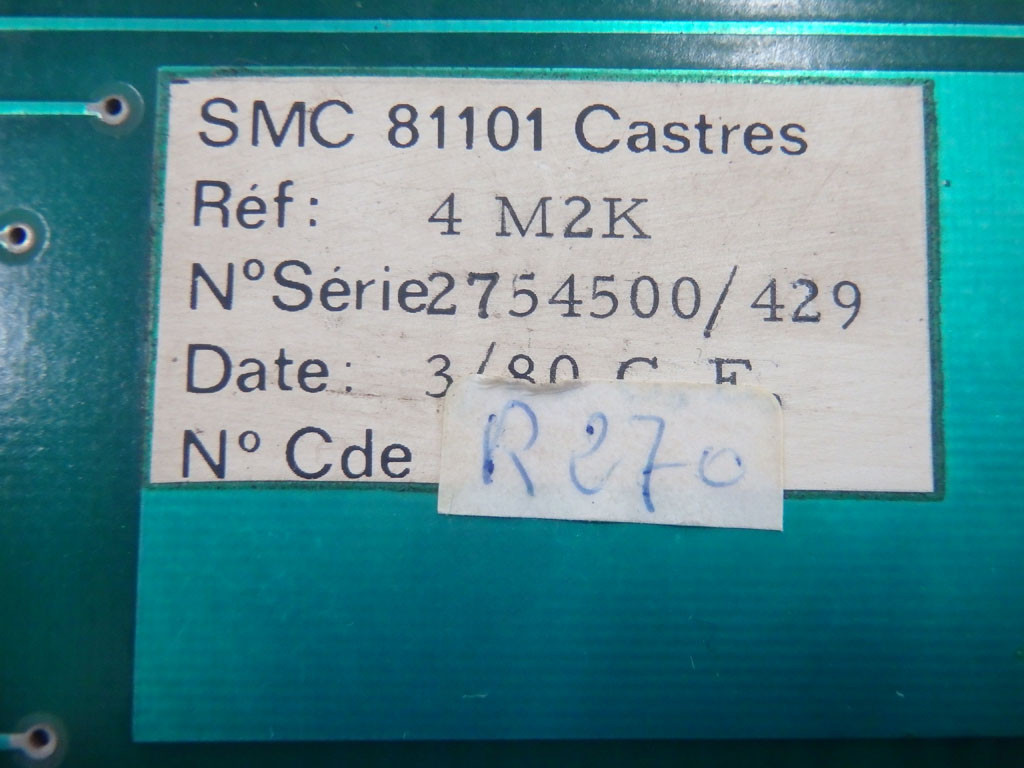 SMC 81101 Castres
Réf: 4 M2K
N° Série 2754500/429
Date: 3/80
N° Cde
R270